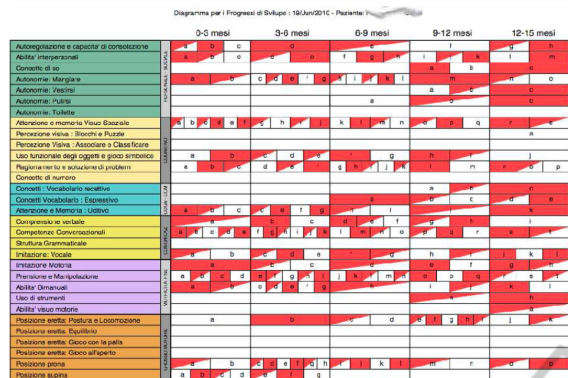 Diagramma per i Progressi di Sviluppo : 19/Jun/2010 - Paziente:
0-3 mesi 3-6 mesi 6-9 mesi 9-12 mesi 12-15 mesi
Autoregolazione e capacita' di consolazione a b c d e f g h
Abilita' interpersonali a b c
Concetto di se a b c
Autonomie: Mangiare a b c d e f g h i j k l m n o
Autonomie: Vestirsi b c
Autonomie: Pulirsi a b c
Autonomie: Toilette
Attenzione e memoria Visuo Spaziale a b c d e f g h i j k l m n o p q r s
Percezione visiva : Blocchi e Puzzle a
Percezione Visiva : Associare e Classificare
Uso funzionale degli oggetti e gioco simbolico a b c d e f g h i j
Ragionamento e soluzione di problemi a b c d e f g h i j k l m n o p
Concetto di numero
Concetti : Vocabolario recettivo a b c
Concetti Vocabolario : Espressivo a b c d e
Attenzione e Memoria : Uditivo a b c d e f g h i j k
Comprensione verbale a b c d e f g h i
Competenze Conversazionali a b c d e f g h i j k l m n o p q r s t
Struttura Grammaticale
Imitazione: Vocale a b c d e f g h i j k l
Imitazione Motoria a b c d e f g h
Prensione e Manipolazione a b c d e f g h i j k l m n o p q r s t
Abilita' Bimanuali a b c d e f g h i j k l
Uso di strumenti a b
Abilita' visuo motorie a
Posizione eretta: Postura e Locomozione a b c d e f g h i j k
Posizione eretta: Equilibrio
Posizione eretta: Gioco con la palla
Posizione eretta: Gioco all'aperto
Posizione prona a b c d e f g h i j k l m n o p
Posizione supina a b c d e f g